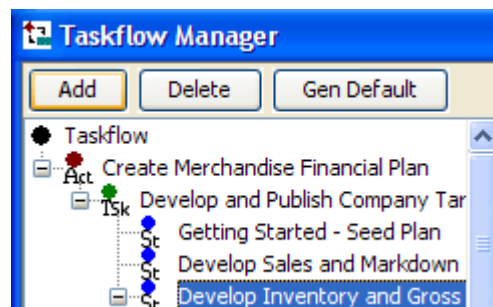 Taskflow Manager
Add Delete Gen Default
Taskflow
Act Create Merchandise Financial Plan
Tsk Develop and Publish Company Tar
St Getting Started - Seed Plan
St Develop Sales and Markdown
St Develop Inventory and Gross